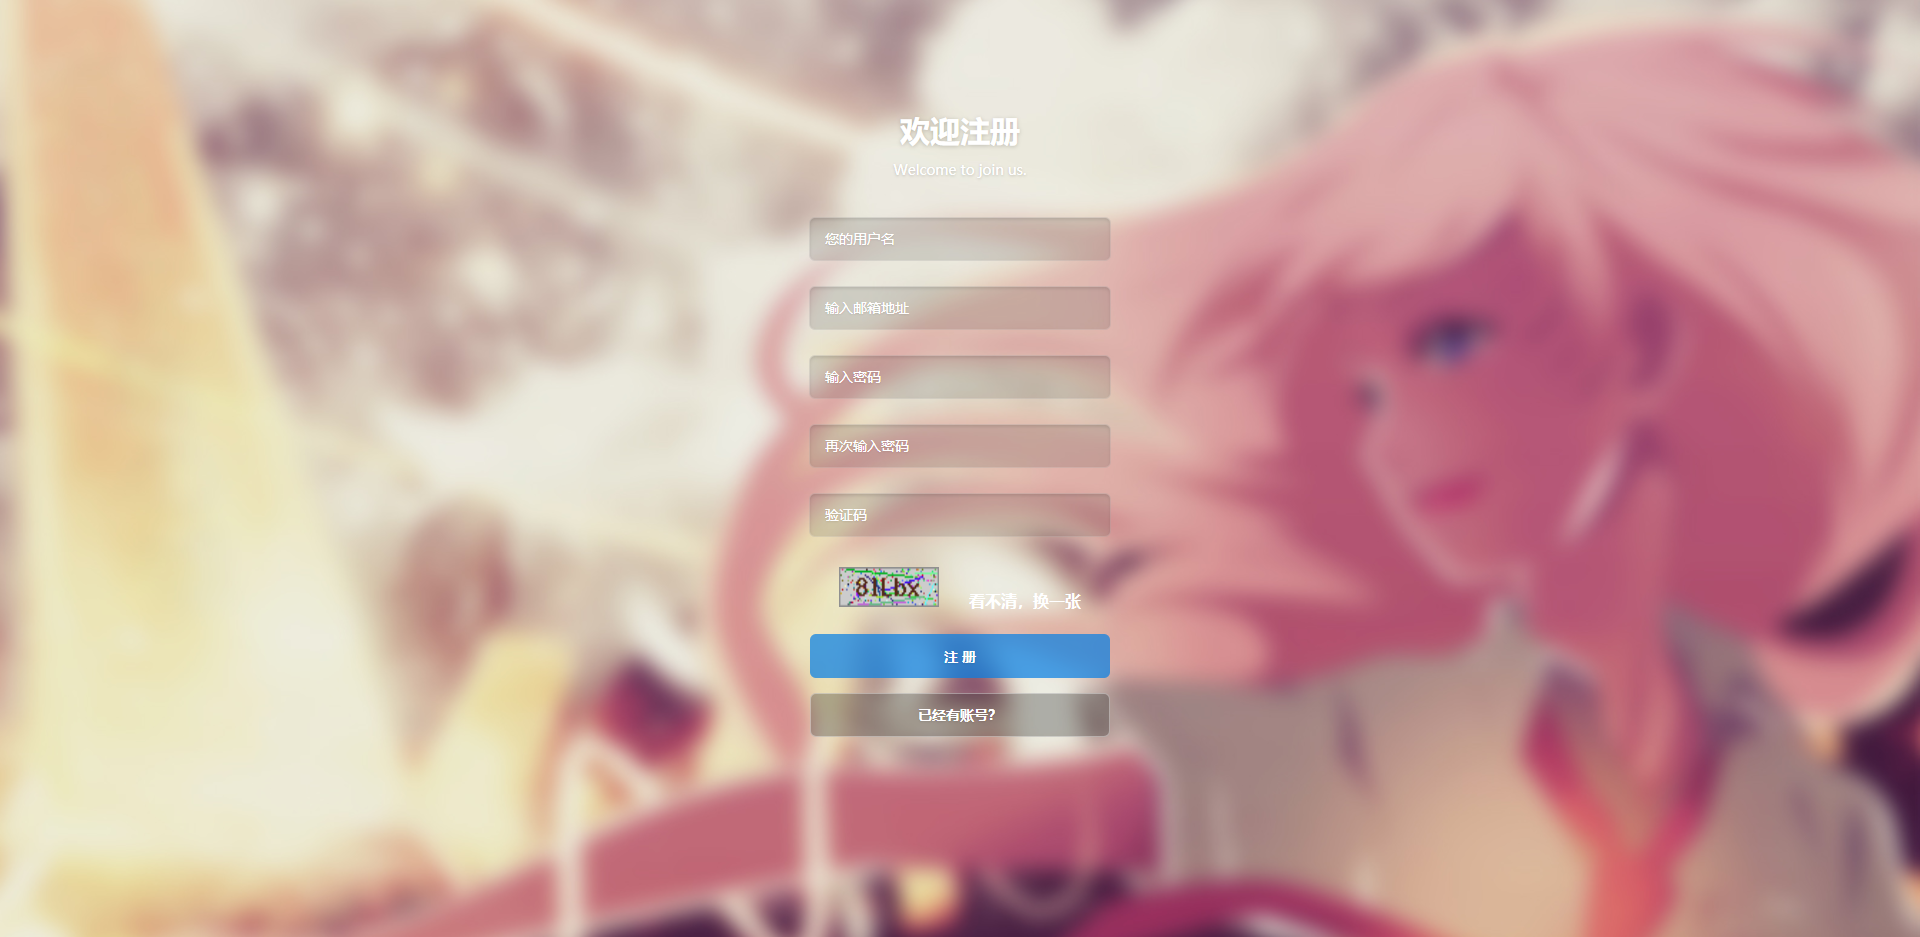 欢迎注册
Welcome to join us.
您的用户名
输入邮箱地址
输入密码
再次输入密码
验证码
看不清，换一张
注 册
已经有账号?